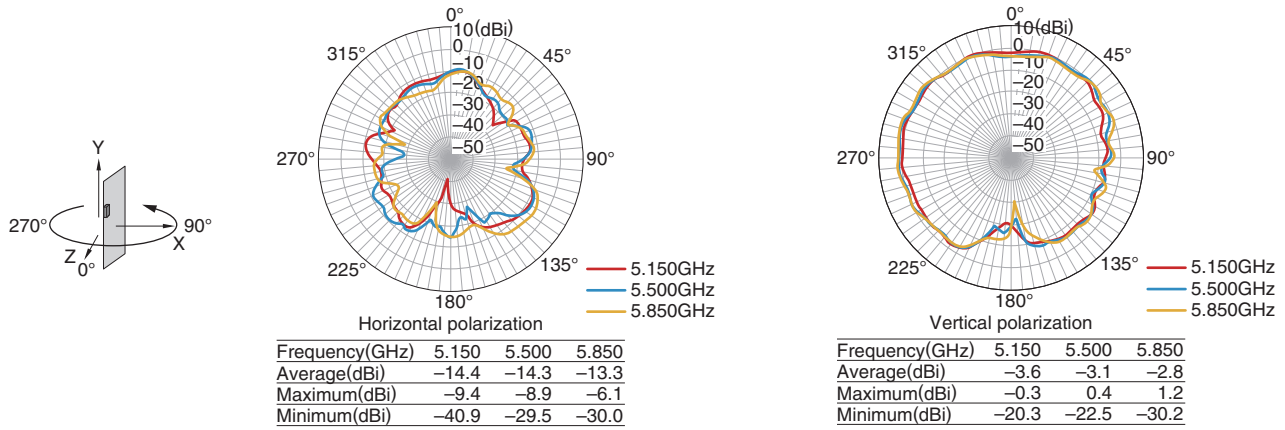 Y
270°
90°
X
Z
0°
0°
10(dBi)
0
−10
−20
−30
−40
−50
315°
45°
270°
90°
225°
135°
180°
5.150GHz
5.500GHz
5.850GHz
Horizontal polarization
Frequency(GHz) 5.150 5.500 5.850
Average(dBi) −14.4 −14.3 −13.3
Maximum(dBi) −9.4 −8.9 −6.1
Minimum(dBi) −40.9 −29.5 −30.0
0°
10(dBi)
0
−10
−20
−30
−40
−50
315°
45°
270°
90°
225°
135°
180°
5.150GHz
5.500GHz
5.850GHz
Vertical polarization
Frequency(GHz) 5.150 5.500 5.850
Average(dBi) −3.6 −3.1 −2.8
Maximum(dBi) −0.3 0.4 1.2
Minimum(dBi) −20.3 −22.5 −30.2